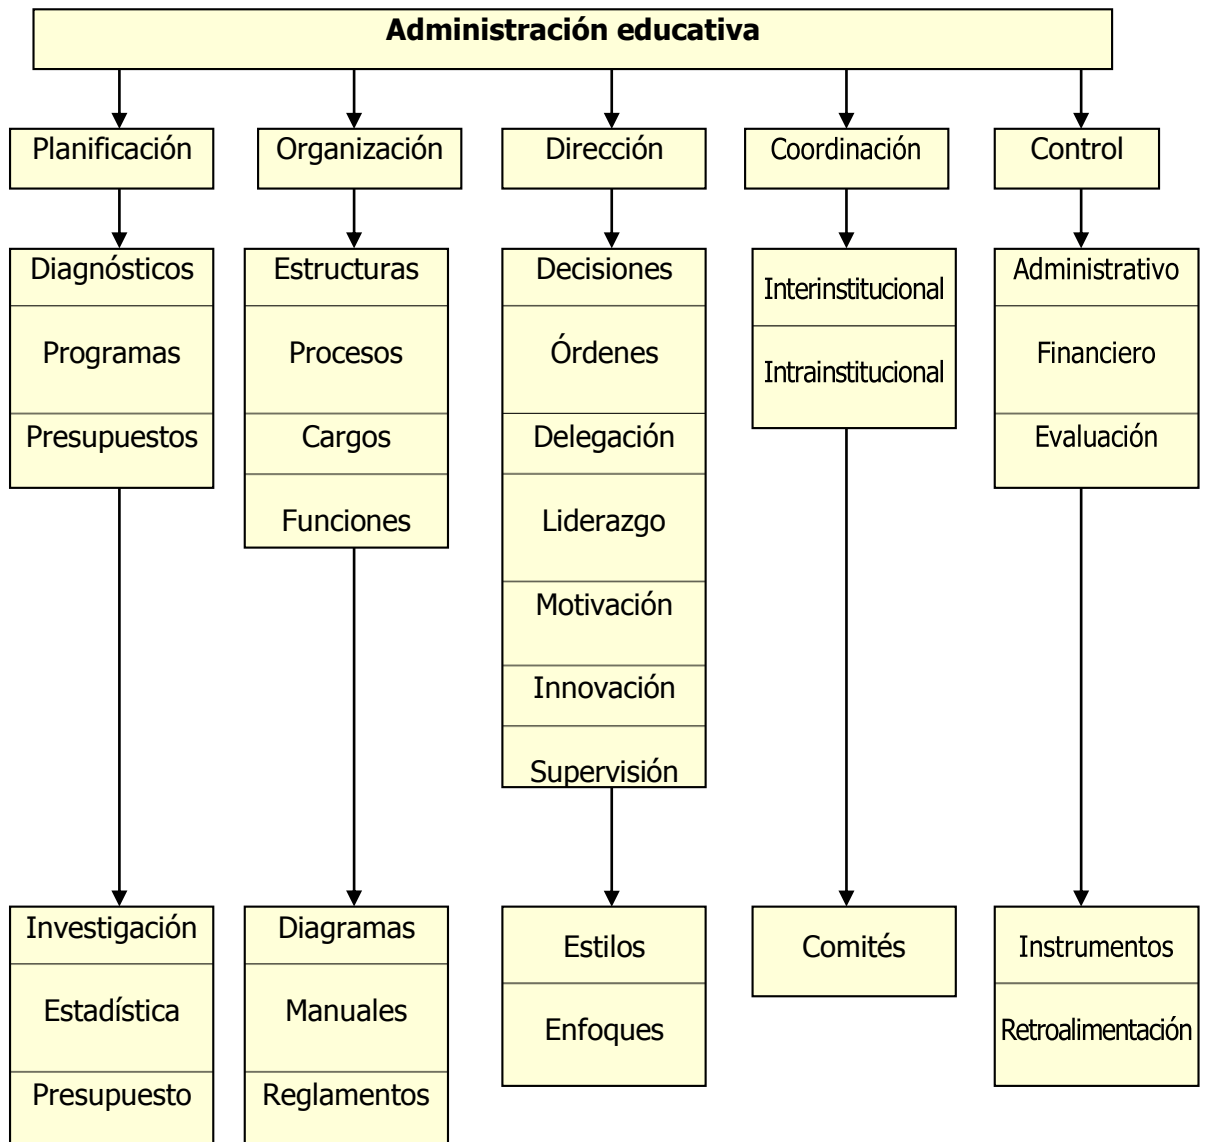 Administración educativa
Planificación
Organización
Dirección
Coordinación
Control
Diagnósticos
Programas
Presupuestos
Estructuras
Procesos
Cargos
Funciones
Decisiones
Órdenes
Delegación
Liderazgo
Motivación
Innovación
Supervisión
Interinstitucional
Intrainstitucional
Administrativo
Financiero
Evaluación
Investigación
Estadística
Presupuesto
Diagramas
Manuales
Reglamentos
Estilos
Enfoques
Comités
Instrumentos
Retroalimentación